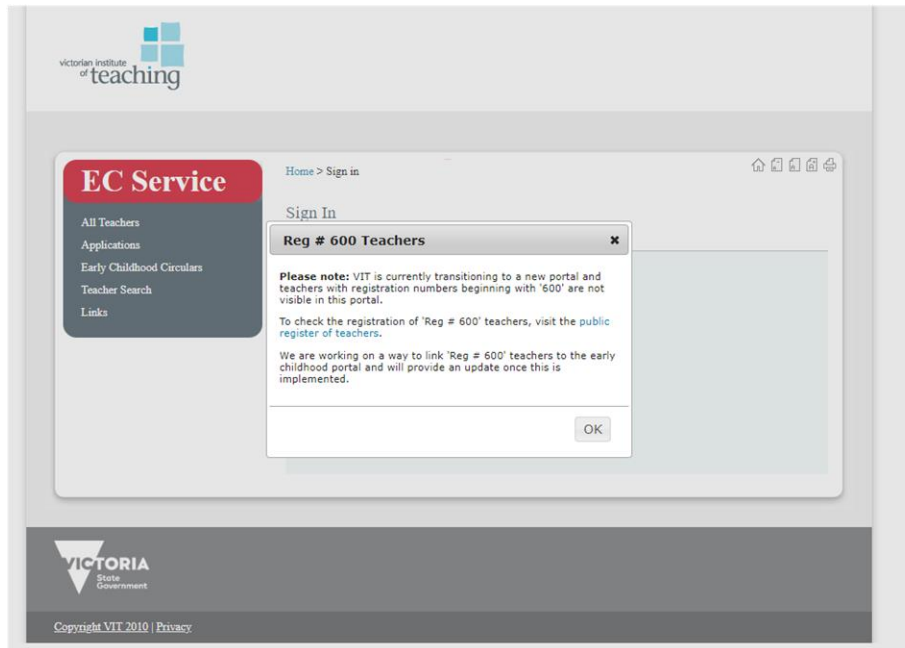 victorian institute
of teaching
EC Service
All Teachers
Applications
Early Childhood Circulars
Teacher Search
Links
Home > Sign in
Sign In
Reg # 600 Teachers
Please note: VIT is currently transitioning to a new portal and
teachers with registration numbers beginning with '600' are not
visible in this portal.
To check the registration of 'Reg # 600' teachers, visit the public
register of teachers.
We are working on a way to link 'Reg # 600' teachers to the early
childhood portal and will provide an update once this is
implemented.
OK
VICTORIA
State
Government
Copyright VIT 2010 | Privacy